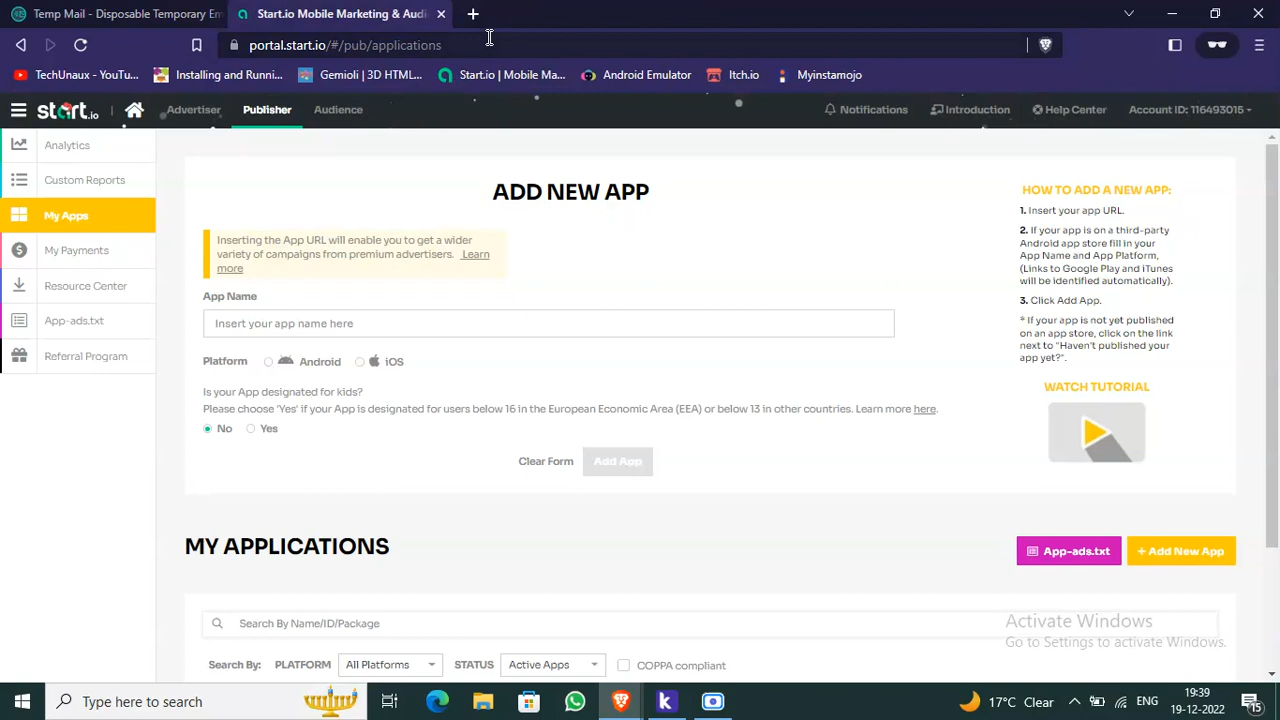 Temp Mail - Disposable Temporary Em
Start.io Mobile Marketing & Audi
portal.start.io/#/pub/applications
TechUnaux - YouTu...
Installing and Runni...
Gemioli | 3D HTML...
Start.io | Mobile Ma...
Android Emulator
Itch.io
Myinstamojo
start.io
Advertiser
Publisher
Audience
Notifications
Introduction
Help Center
Account ID: 116493015
Analytics
Custom Reports
My Apps
My Payments
Resource Center
App-ads.txt
Referral Program
ADD NEW APP
Inserting the App URL will enable you to get a wider
variety of campaigns from premium advertisers. Learn
more
App Name
Insert your app name here
Platform
Android
iOS
Is your App designated for kids?
Please choose 'Yes' if your App is designated for users below 16 in the European Economic Area (EEA) or below 13 in other countries. Learn more here.
No
Yes
Clear Form
Add App
HOW TO ADD A NEW APP:
1. Insert your app URL.
2. If your app is on a third-party
Android app store fill in your
App Name and App Platform,
(Links to Google Play and iTunes
will be identified automatically).
3. Click Add App.
* If your app is not yet published
on an app store, click on the link
next to "Haven't published your
app yet?".
WATCH TUTORIAL
MY APPLICATIONS
App-ads.txt
+ Add New App
Search By Name/ID/Package
Search By:
PLATFORM
All Platforms
STATUS
Active Apps
COPPA compliant
Activate Windows
Go to Settings to activate Windows.
Type here to search
17°C Clear
ENG
19:39
19-12-2022
15